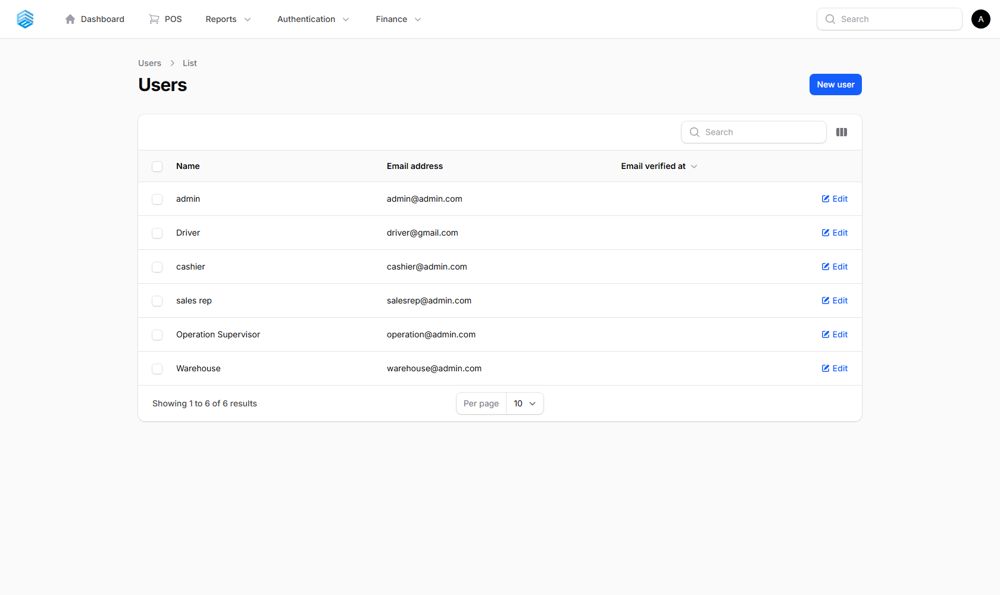 Dashboard POS Reports Authentication Finance Search A
Users List
Users New user
Search
Name Email address Email verified at
admin admin@admin.com Edit
Driver driver@gmail.com Edit
cashier cashier@admin.com Edit
sales rep salesrep@admin.com Edit
Operation Supervisor operation@admin.com Edit
Warehouse warehouse@admin.com Edit
Showing 1 to 6 of 6 results Per page 10